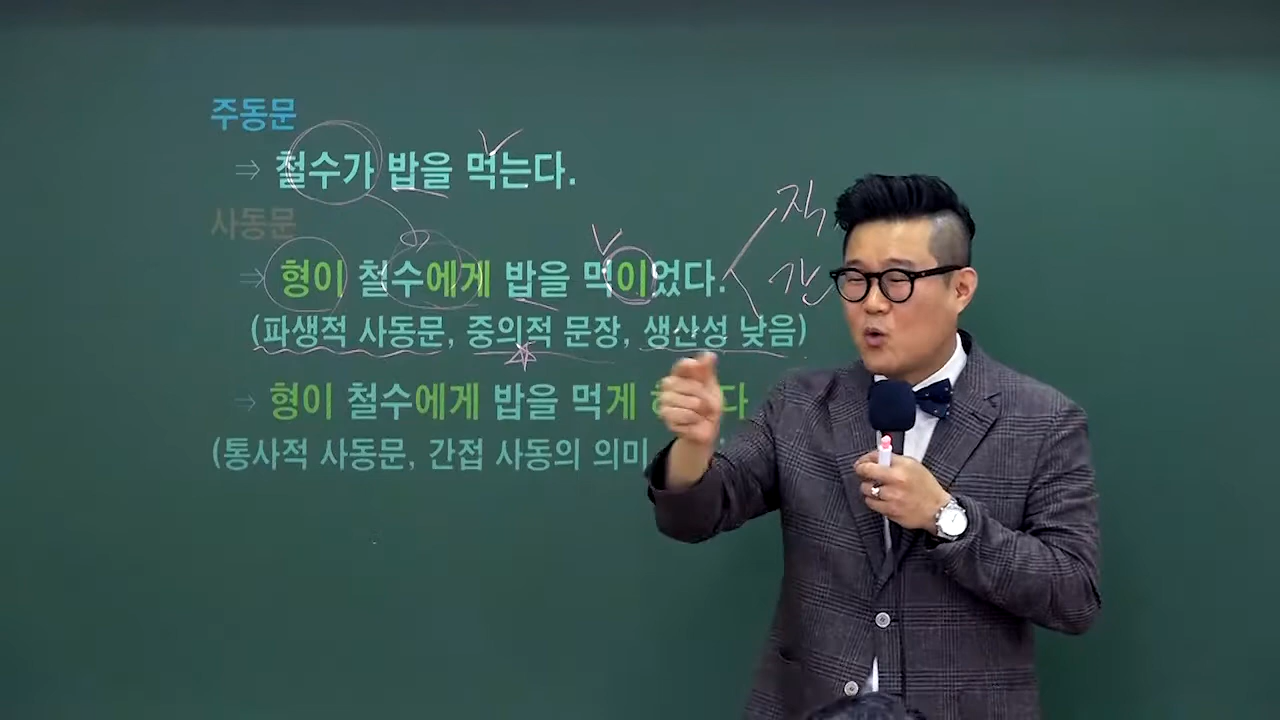 주동문
⇒ 철수가 밥을 먹는다.
사동문
⇒ 형이 철수에게 밥을 먹이었다.
직
간
(파생적 사동문, 중의적 문장, 생산성 낮음)
⇒ 형이 철수에게 밥을 먹게
(통사적 사동문, 간접 사동의 의미